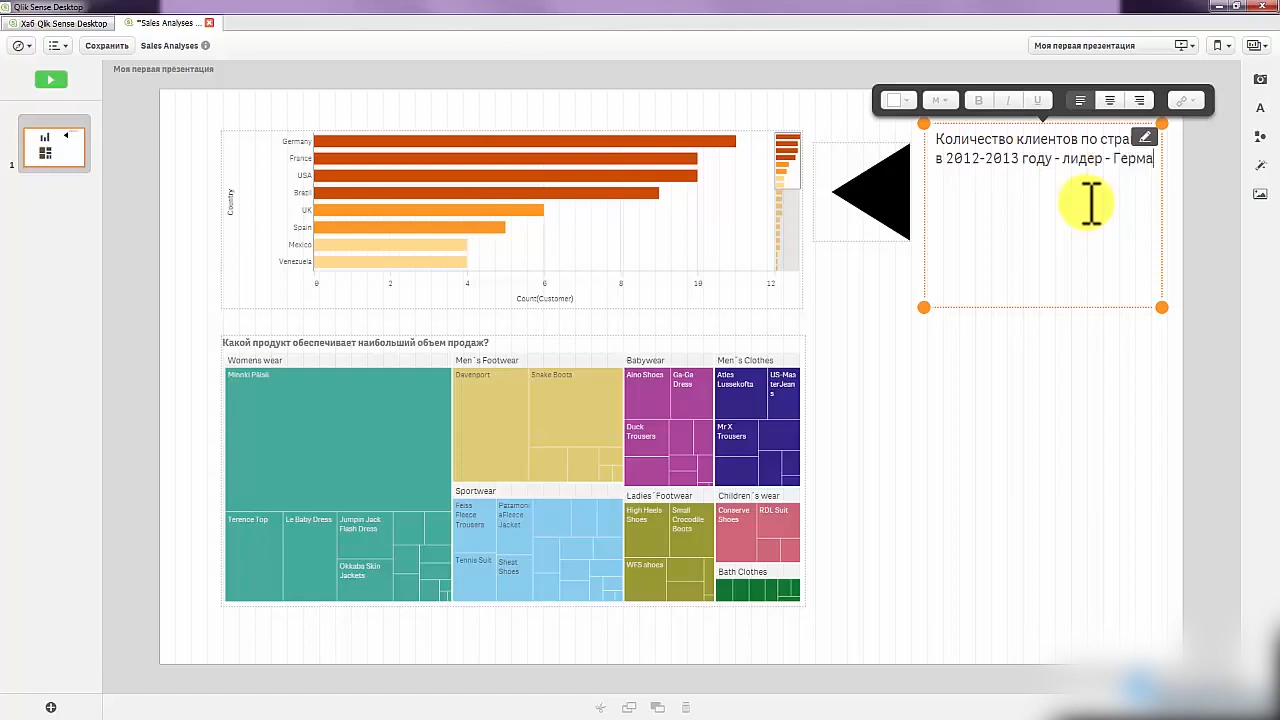 Qlik Sense Desktop
Хаб Qlik Sense Desktop
*Sales Analyses ...
Сохранить
Sales Analyses
Моя первая презентация
Моя первая презентация
M
B
I
U
1
A
Country
Germany
France
USA
Brazil
UK
Spain
Mexico
Venezuela
0
2
4
6
8
10
12
Count(Customer)
Количество клиентов по стра
в 2012-2013 году - лидер - Герма
Какой продукт обеспечивает наибольший объем продаж?
Womens wear
Minnki Pälsii
Terence Top
Le Baby Dress
Jumpin Jack
Flash Dress
Okkaba Skin
Jackets
Men´s Footwear
Davenport
Snake Boots
Sportwear
Feiss
Fleece
Trousers
Patamoni
aFleece
Jacket
Tennis Suit
Sheat
Shoes
Babywear
Aino Shoes
Ga-Ga
Dress
Duck
Trousers
Men´s Clothes
Atles
Lussekofta
US-Mas
terJean
s
Mr X
Trousers
Ladies´Footwear
High Heels
Shoes
Small
Crocodile
Boots
WFS shoes
Children´s wear
Conserve
Shoes
RDL Suit
Bath Clothes